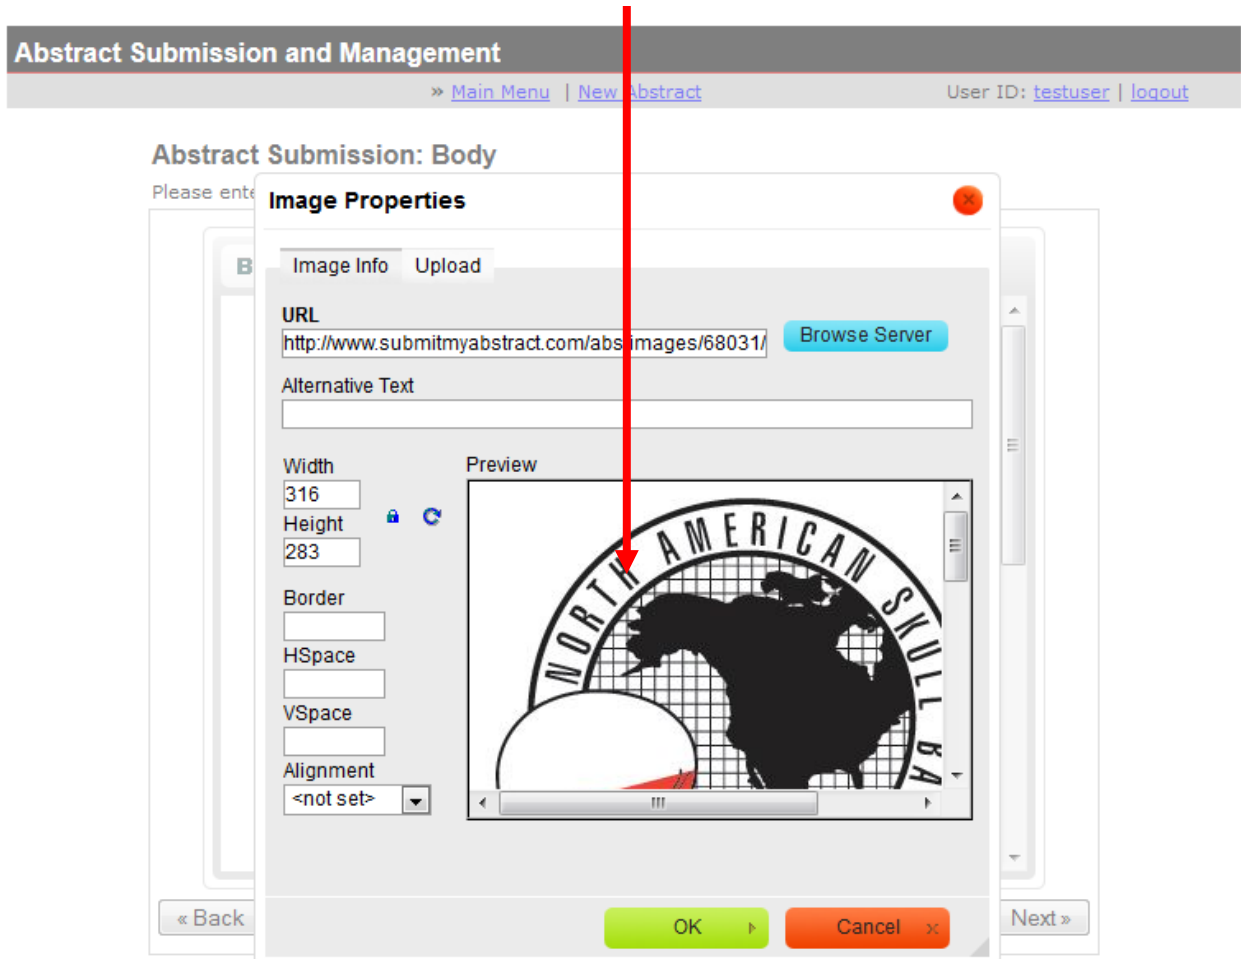 Abstract Submission and Management
» Main Menu | New Abstract User ID: testuser | logout
Abstract Submission: Body
Please ente
Image Properties
B
Image Info Upload
URL
http://www.submitmyabstract.com/abs images/68031/ Browse Server
Alternative Text
Width Preview
316
Height
283
Border
HSpace
VSpace
Alignment
<not set>
NORTH AMERICAN SKULL BA
« Back OK Cancel Next »